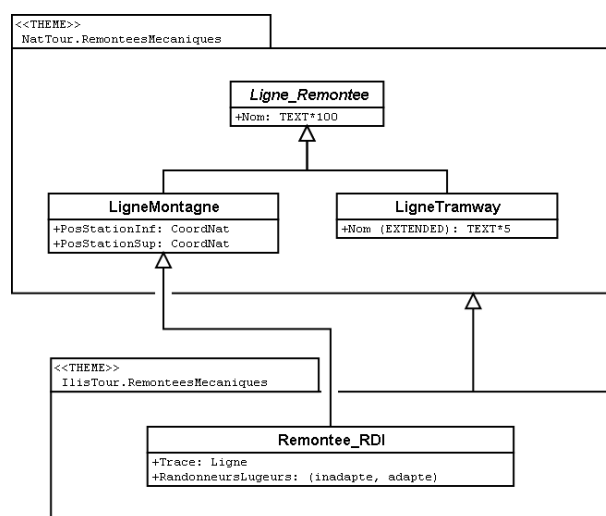 <<THEME>>
NatTour.RemonteesMecaniques
Ligne_Remontee
+Nom: TEXT*100
LigneMontagne
+PosStationInf: CoordNat
+PosStationSup: CoordNat
LigneTramway
+Nom (EXTENDED): TEXT*5
<<THEME>>
IlisTour.RemonteesMecaniques
Remontee_RDI
+Trace: Ligne
+RandonneursLugeurs: (inadapte, adapte)